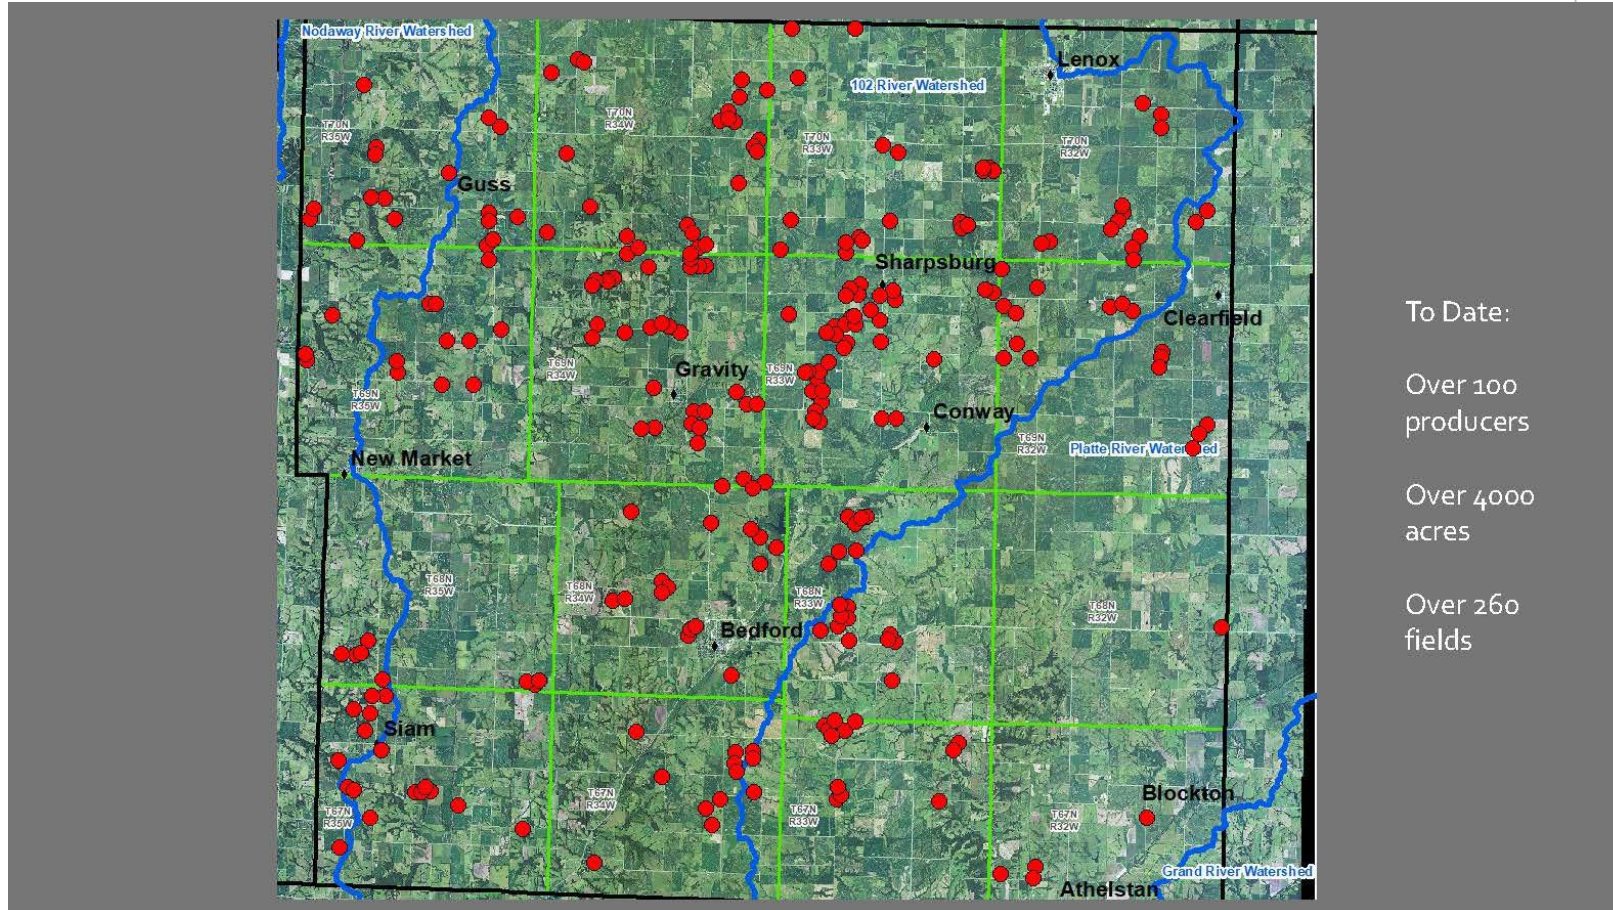 Nodaway River Watershed
Lenox
102 River Watershed
T70N
R35W
T70N
R34W
T70N
R33W
T70N
R32W
Guss
Sharpsburg
Clearfield
Gravity
T69N
R34W
T69N
R33W
T69N
R35W
Conway
T69N
R32W
Platte River Watershed
New Market
T68N
R35W
T68N
R34W
T68N
R33W
T68N
R32W
Bedford
Siam
T67N
R35W
T67N
R34W
T67N
R33W
T67N
R32W
Blockton
Grand River Watershed
Athelstan
To Date:
Over 100
producers
Over 4000
acres
Over 260
fields